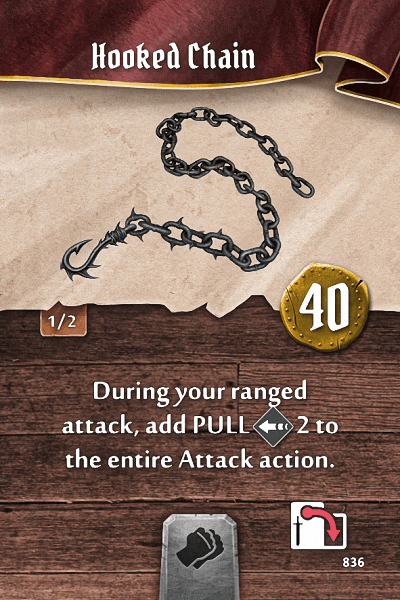 Hooked Chain
1/2
40
During your ranged
attack, add PULL 2 to
the entire Attack action.
836